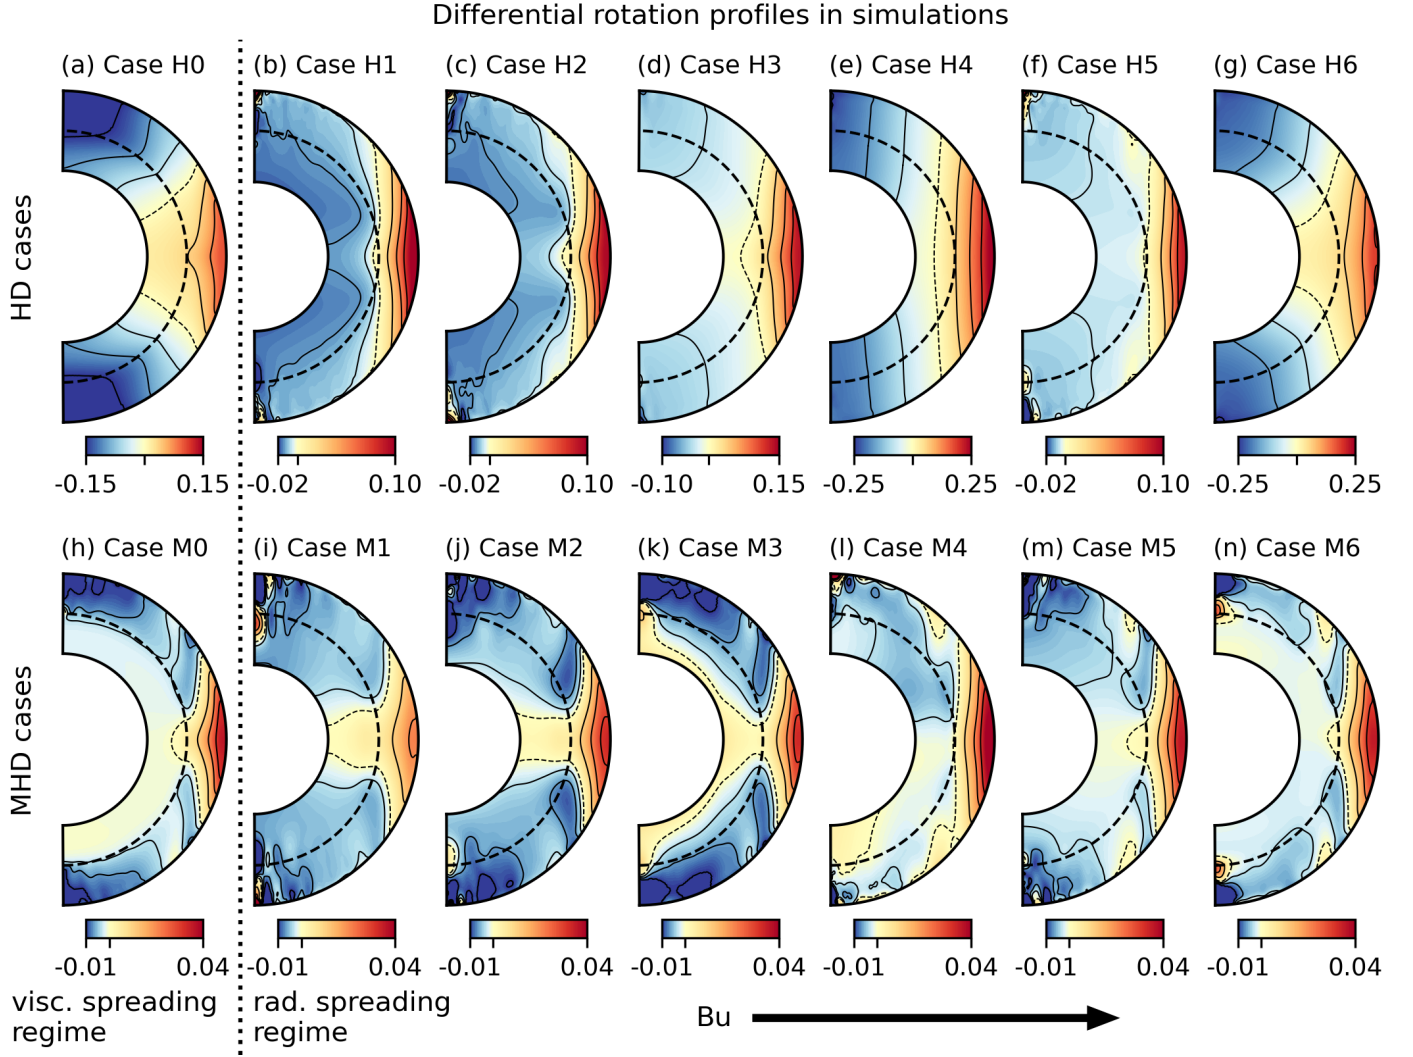 Differential rotation profiles in simulations
(a) Case H0
(b) Case H1
(c) Case H2
(d) Case H3
(e) Case H4
(f) Case H5
(g) Case H6
HD cases
-0.15 0.15
-0.02 0.10
-0.02 0.10
-0.10 0.15
-0.25 0.25
-0.02 0.10
-0.25 0.25
(h) Case M0
(i) Case M1
(j) Case M2
(k) Case M3
(l) Case M4
(m) Case M5
(n) Case M6
MHD cases
-0.01 0.04
-0.01 0.04
-0.01 0.04
-0.01 0.04
-0.01 0.04
-0.01 0.04
-0.01 0.04
visc. spreading
regime
rad. spreading
regime
Bu